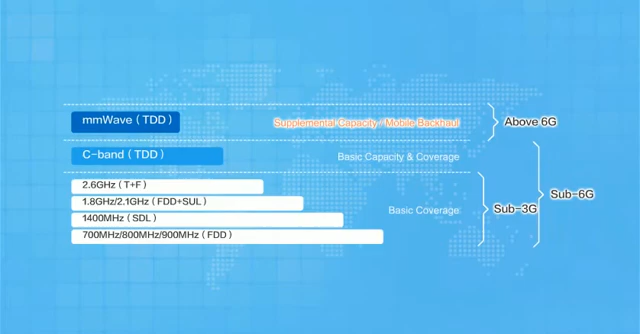 mmWave（TDD）
Supplemental Capacity / Mobile Backhaul
Above 6G
C-band（TDD）
Basic Capacity & Coverage
2.6GHz（T+F）
1.8GHz/2.1GHz（FDD+SUL）
1400MHz（SDL）
700MHz/800MHz/900MHz（FDD）
Basic Coverage
Sub-3G
Sub-6G